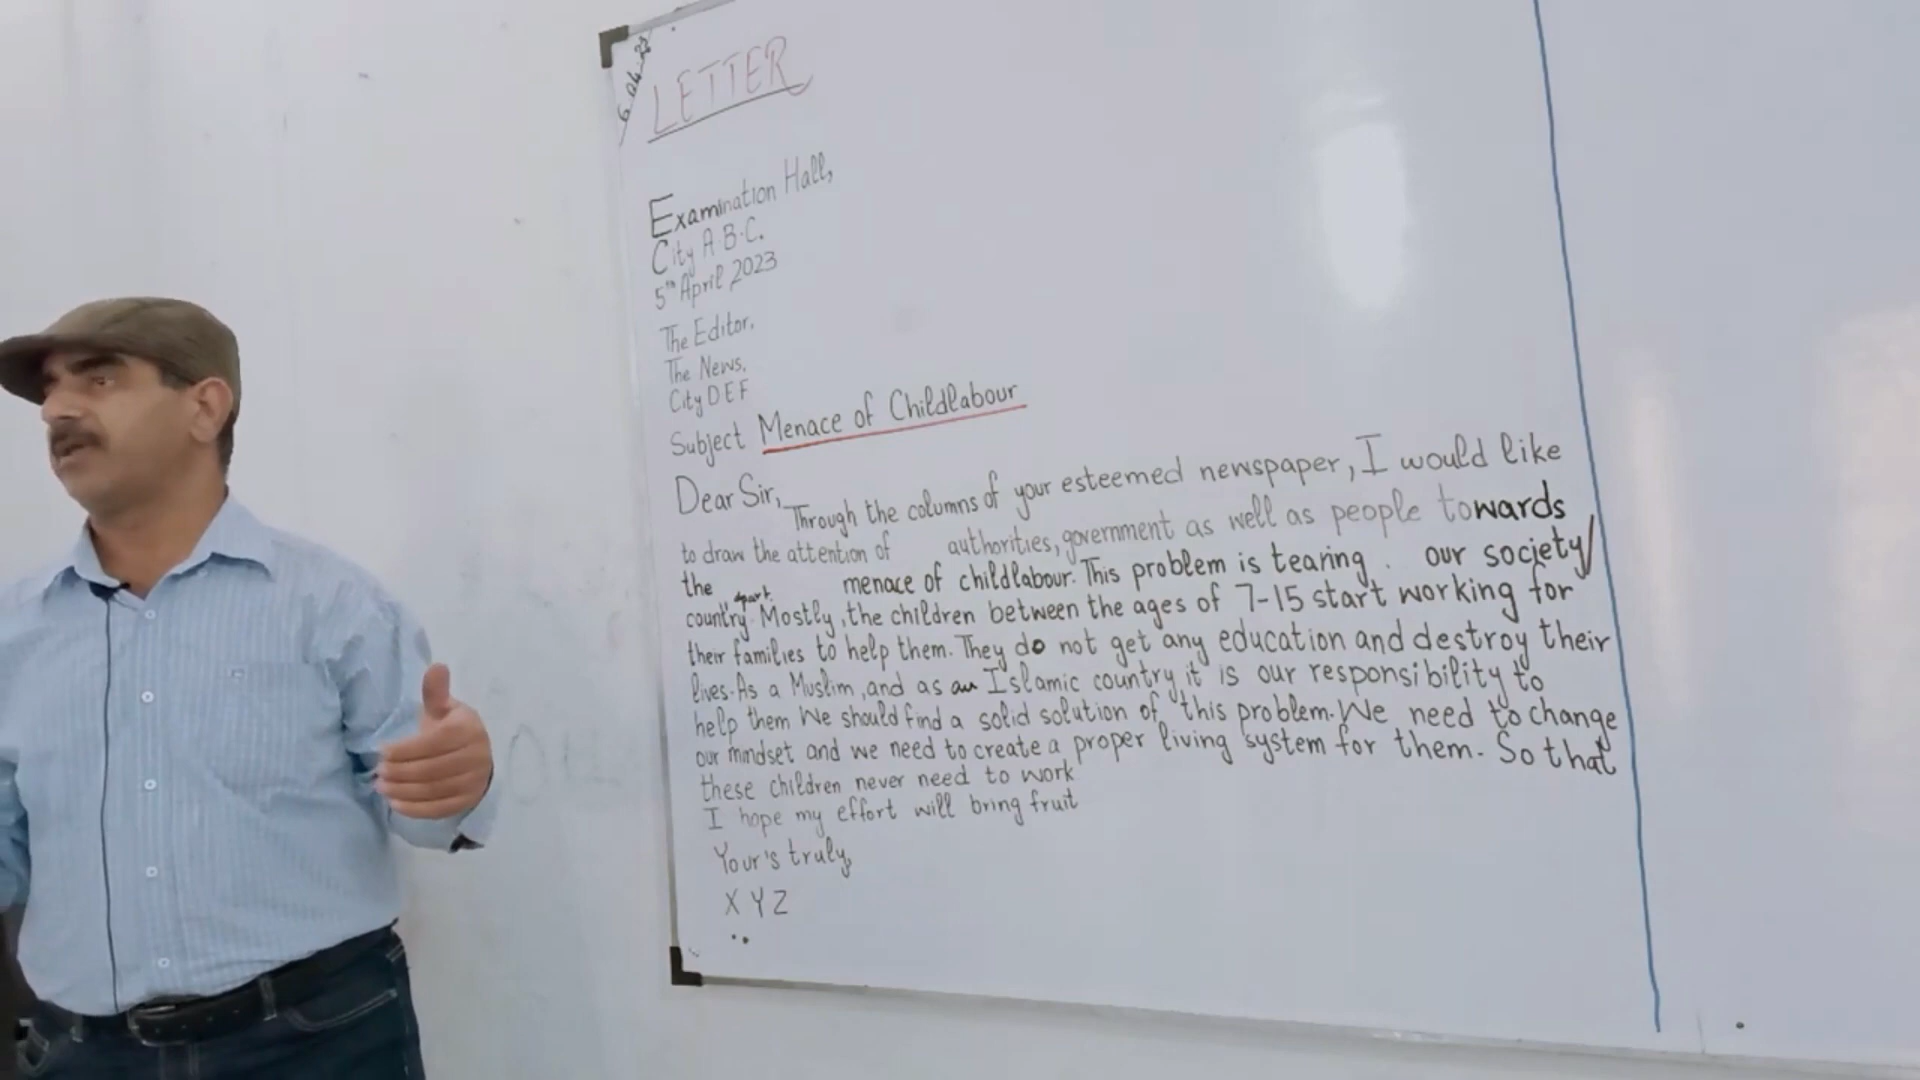 6-04-23
LETTER
Examination Hall,
City A.B.C.
5th April 2023
The Editor,
The News,
City DEF
Subject Menace of Childlabour
Dear Sir,
Through the columns of your esteemed newspaper, I would like
to draw the attention of authorities, government as well as people towards
the menace of childlabour. This problem is tearing. our society/
apart.
country. Mostly, the children between the ages of 7-15 start working for
their families to help them. They do not get any education and destroy their
lives. As a Muslim, and as an Islamic country it is our responsibility to
help them We should find a solid solution of this problem. We need to change
our mindset and we need to create a proper living system for them. So that
these children never need to work
I hope my effort will bring fruit
Your's truly,
X Y Z